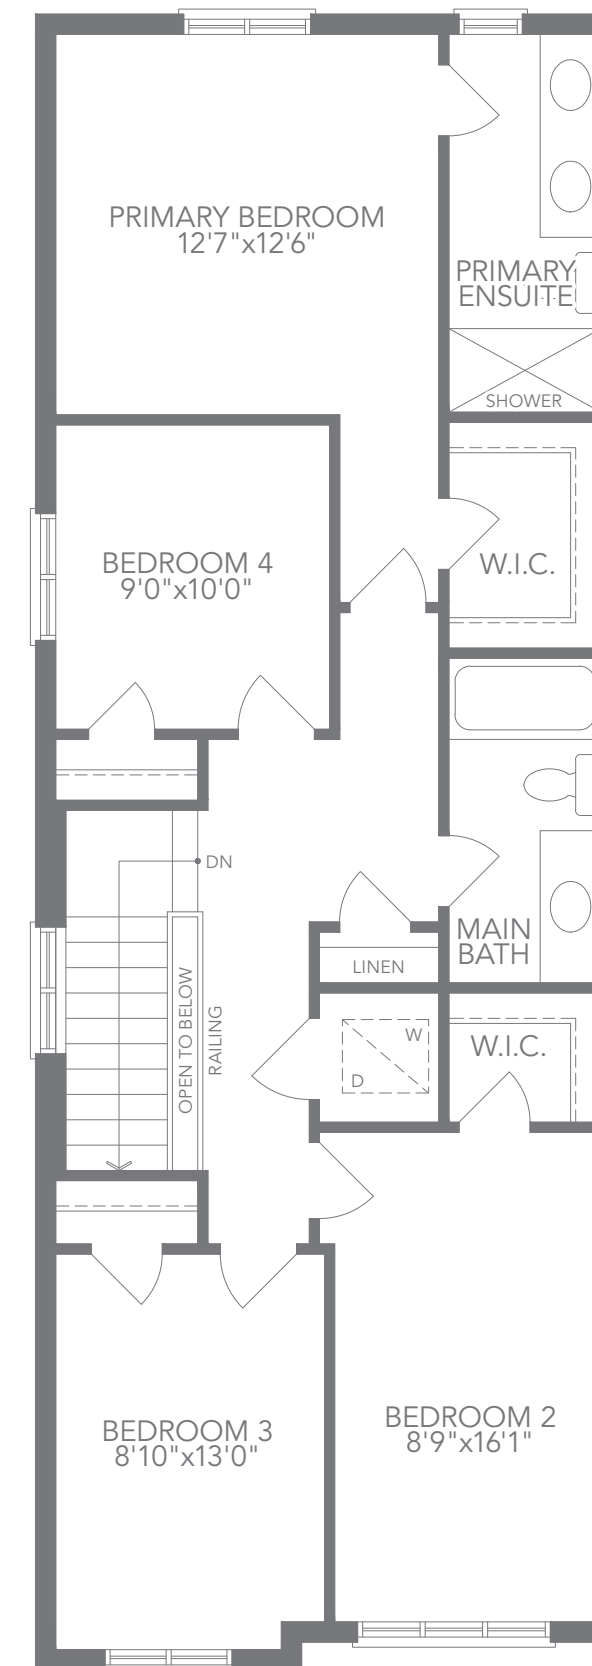 PRIMARY BEDROOM
12'7"x12'6"
PRIMARY
ENSUITE
SHOWER
BEDROOM 4
9'0"x10'0"
W.I.C.
DN
MAIN
BATH
LINEN
OPEN TO BELOW
RAILING
W
D
W.I.C.
BEDROOM 3
8'10"x13'0"
BEDROOM 2
8'9"x16'1"